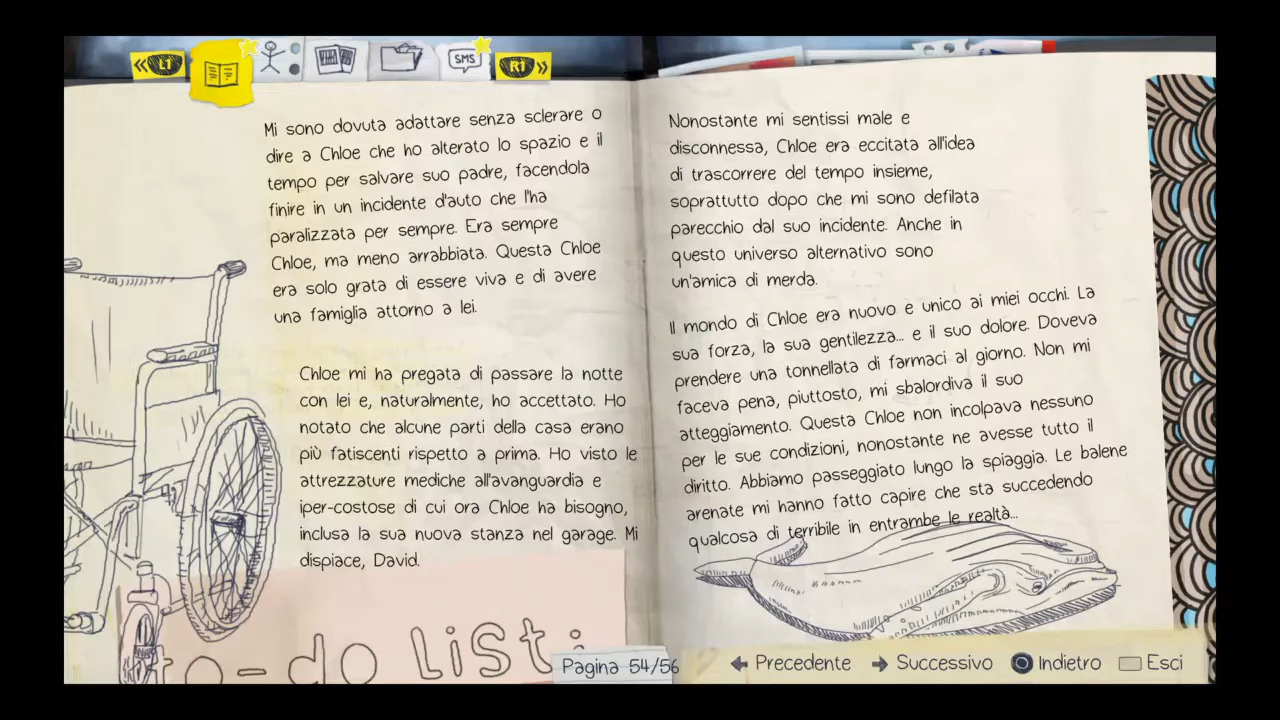 L1
SMS
R1
Mi sono dovuta adattare senza sclerare o
dire a Chloe che ho alterato lo spazio e il
tempo per salvare suo padre, facendola
finire in un incidente d'auto che l'ha
paralizzata per sempre. Era sempre
Chloe, ma meno arrabbiata. Questa Chloe
era solo grata di essere viva e di avere
una famiglia attorno a lei.
Chloe mi ha pregata di passare la notte
con lei e, naturalmente, ho accettato. Ho
notato che alcune parti della casa erano
più fatiscenti rispetto a prima. Ho visto le
attrezzature mediche all'avanguardia e
iper-costose di cui ora Chloe ha bisogno,
inclusa la sua nuova stanza nel garage. Mi
dispiace, David.
to-do list:
Nonostante mi sentissi male e
disconnessa, Chloe era eccitata all'idea
di trascorrere del tempo insieme,
soprattutto dopo che mi sono defilata
parecchio dal suo incidente. Anche in
questo universo alternativo sono
un'amica di merda.
Il mondo di Chloe era nuovo e unico ai miei occhi. La
sua forza, la sua gentilezza... e il suo dolore. Doveva
prendere una tonnellata di farmaci al giorno. Non mi
faceva pena, piuttosto, mi sbalordiva il suo
atteggiamento. Questa Chloe non incolpava nessuno
per le sue condizioni, nonostante ne avesse tutto il
diritto. Abbiamo passeggiato lungo la spiaggia. Le balene
arenate mi hanno fatto capire che sta succedendo
qualcosa di terribile in entrambe le realtà...
Pagina 54/56
Precedente
Successivo
Indietro
Esci